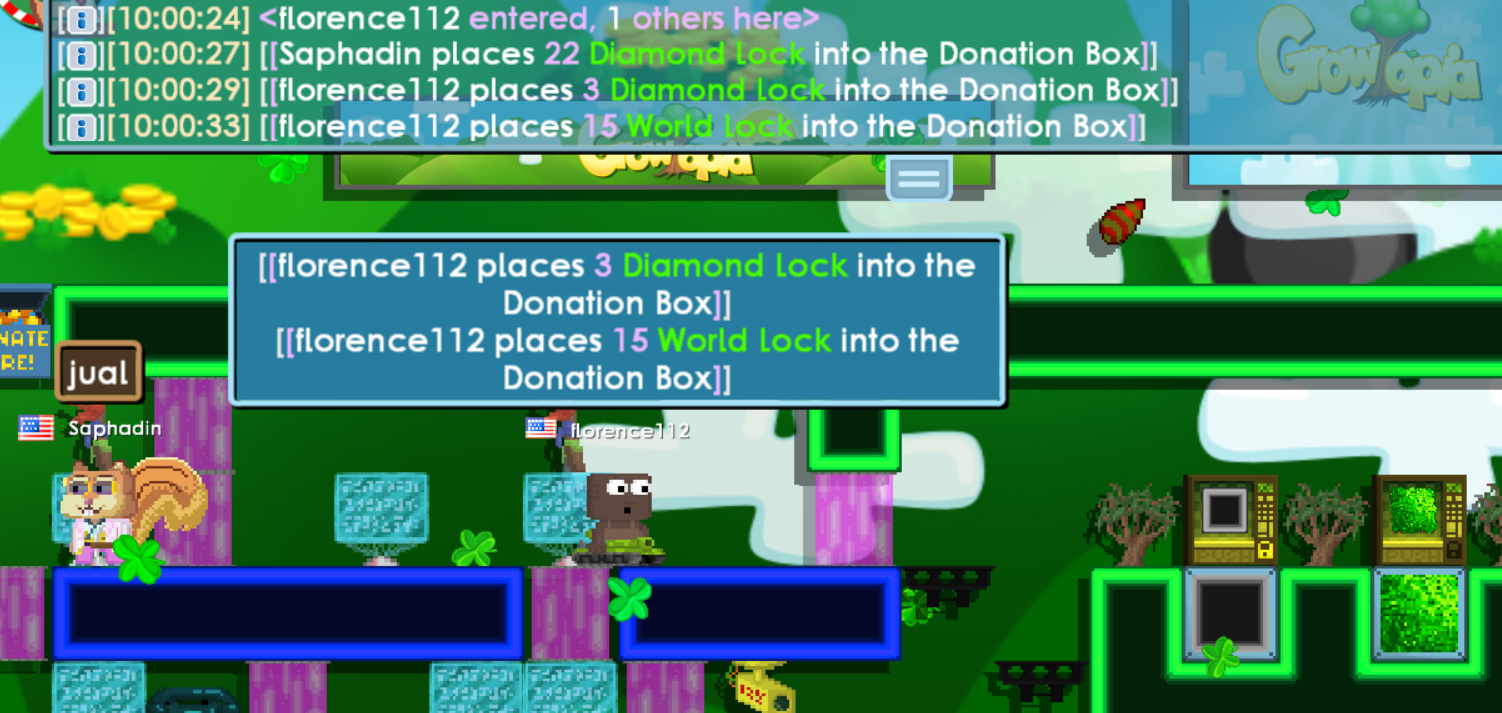 [i][10:00:24] <florence112 entered, 1 others here>
[i][10:00:27] [[Saphadin places 22 Diamond Lock into the Donation Box]]
[i][10:00:29] [[florence112 places 3 Diamond Lock into the Donation Box]]
[i][10:00:33] [[florence112 places 15 World Lock into the Donation Box]]
Growtopia
Growtopia
[[florence112 places 3 Diamond Lock into the
Donation Box]]
[[florence112 places 15 World Lock into the
Donation Box]]
NATE
RE!
jual
Saphadin
florence112